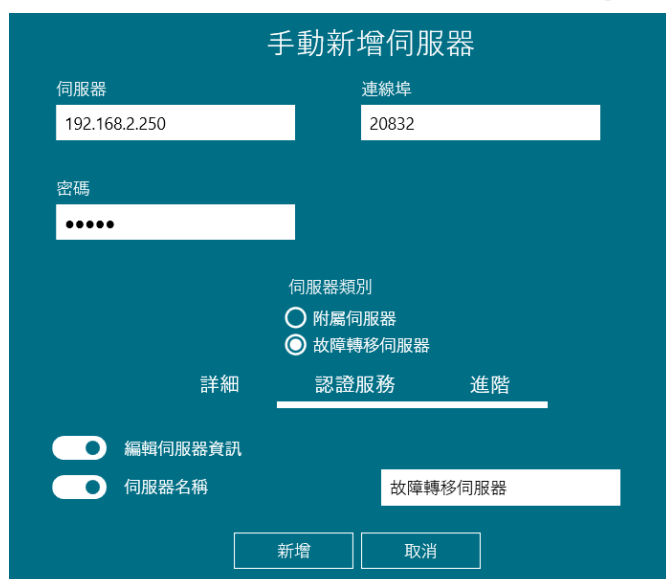 手動新增伺服器
伺服器 連線埠
192.168.2.250 20832
密碼
●●●●●
伺服器類別
附屬伺服器
故障轉移伺服器
詳細 認證服務 進階
編輯伺服器資訊
伺服器名稱 故障轉移伺服器
新增 取消